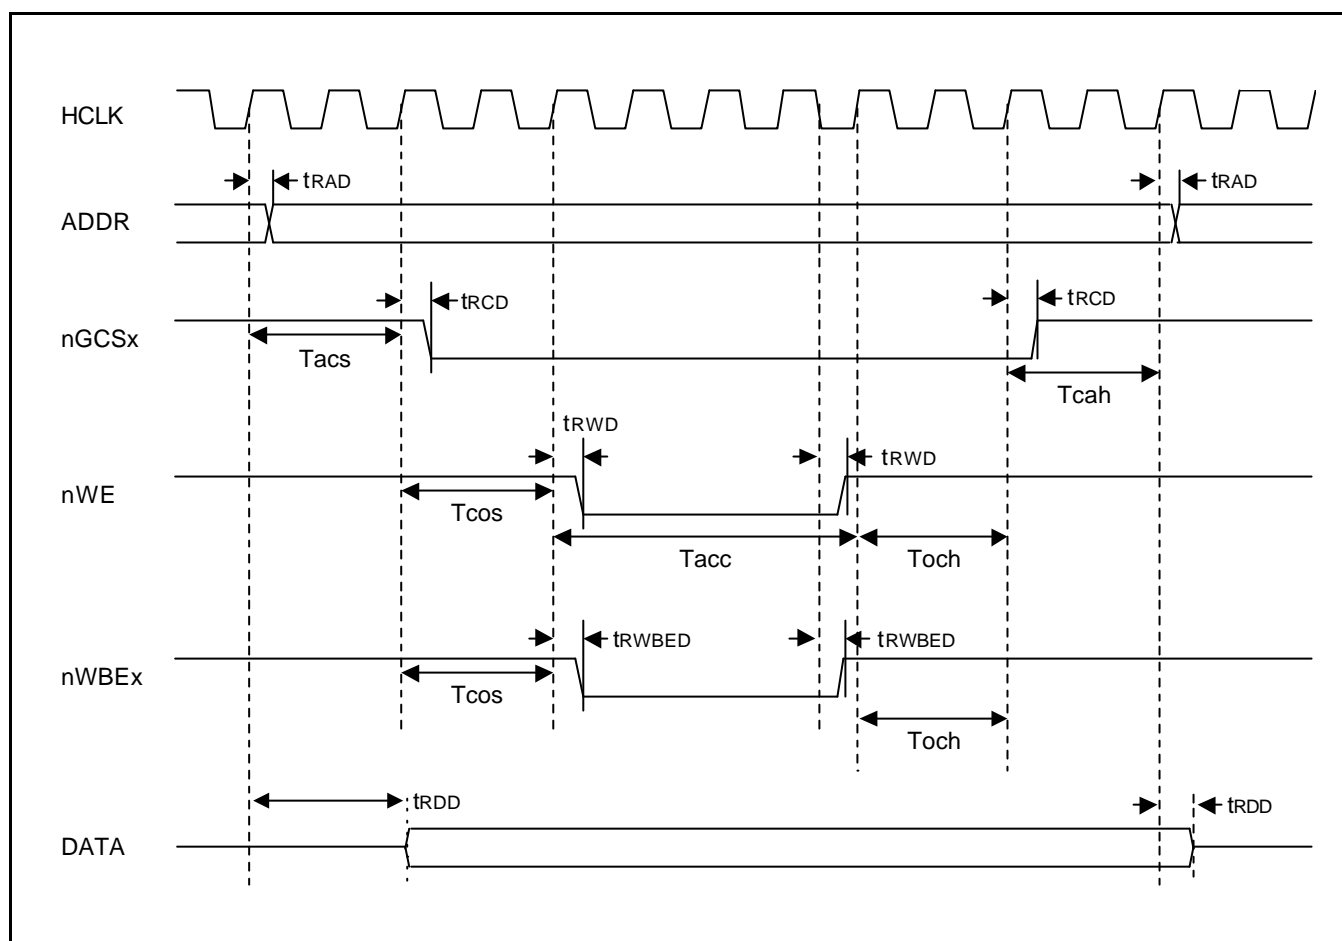 HCLK
tRAD
tRAD
ADDR
tRCD
tRCD
nGCSx
Tacs
Tcah
tRWD
tRWD
nWE
Tcos
Tacc
Toch
tRWBED
tRWBED
nWBEx
Tcos
Toch
tRDD
tRDD
DATA